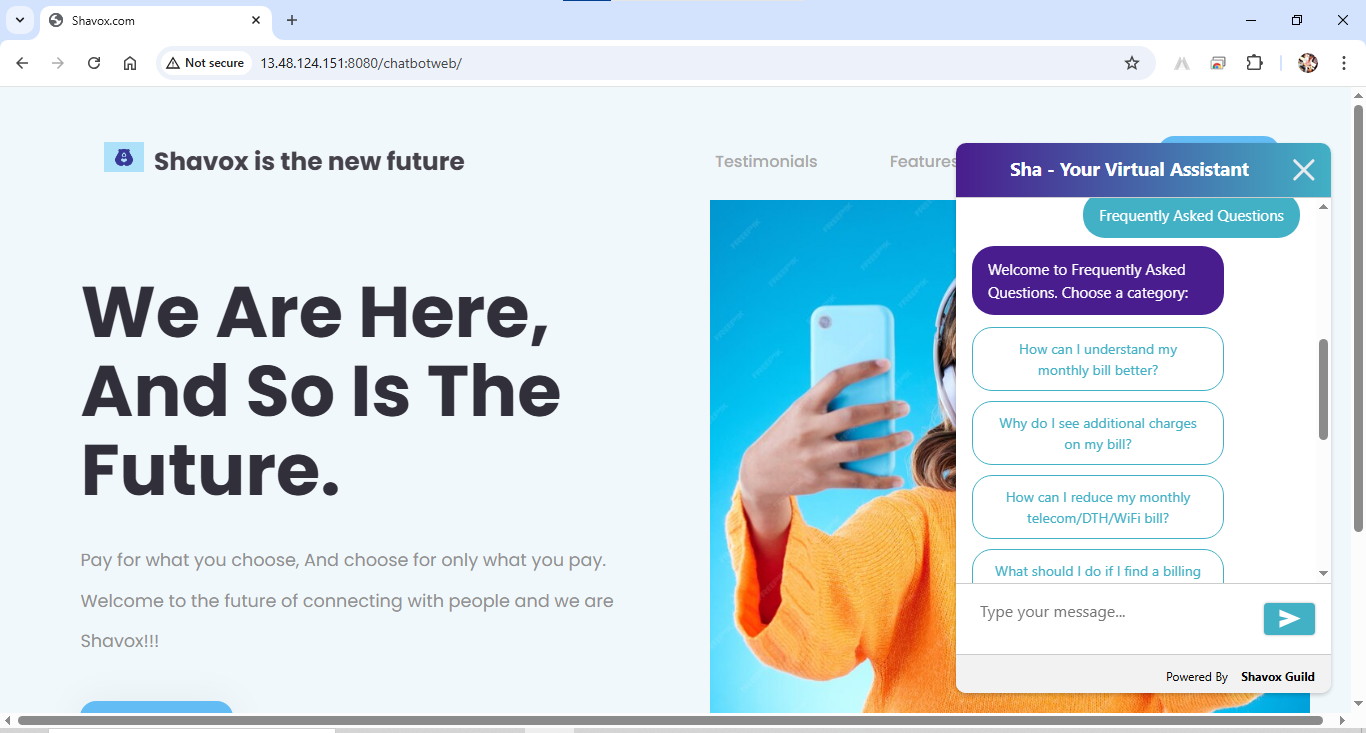 Shavox.com
Not secure
13.48.124.151:8080/chatbotweb/
Shavox is the new future
Testimonials
Features
We Are Here,
And So Is The
Future.
Pay for what you choose, And choose for only what you pay.
Welcome to the future of connecting with people and we are
Shavox!!!
FREEPIK
FREEPIK
FREEPIK
FREEPIK
Sha - Your Virtual Assistant
Frequently Asked Questions
Welcome to Frequently Asked
Questions. Choose a category:
How can I understand my
monthly bill better?
Why do I see additional charges
on my bill?
How can I reduce my monthly
telecom/DTH/WiFi bill?
What should I do if I find a billing
Type your message...
Powered By Shavox Guild